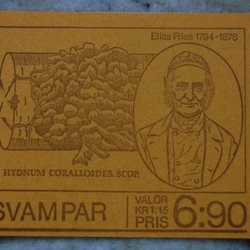 Elias Fries 1794-1878
HYDNUM CORALLOIDES, SCOP.
SVAMPAR
VALÖR
KR 1:15
PRIS
6:90